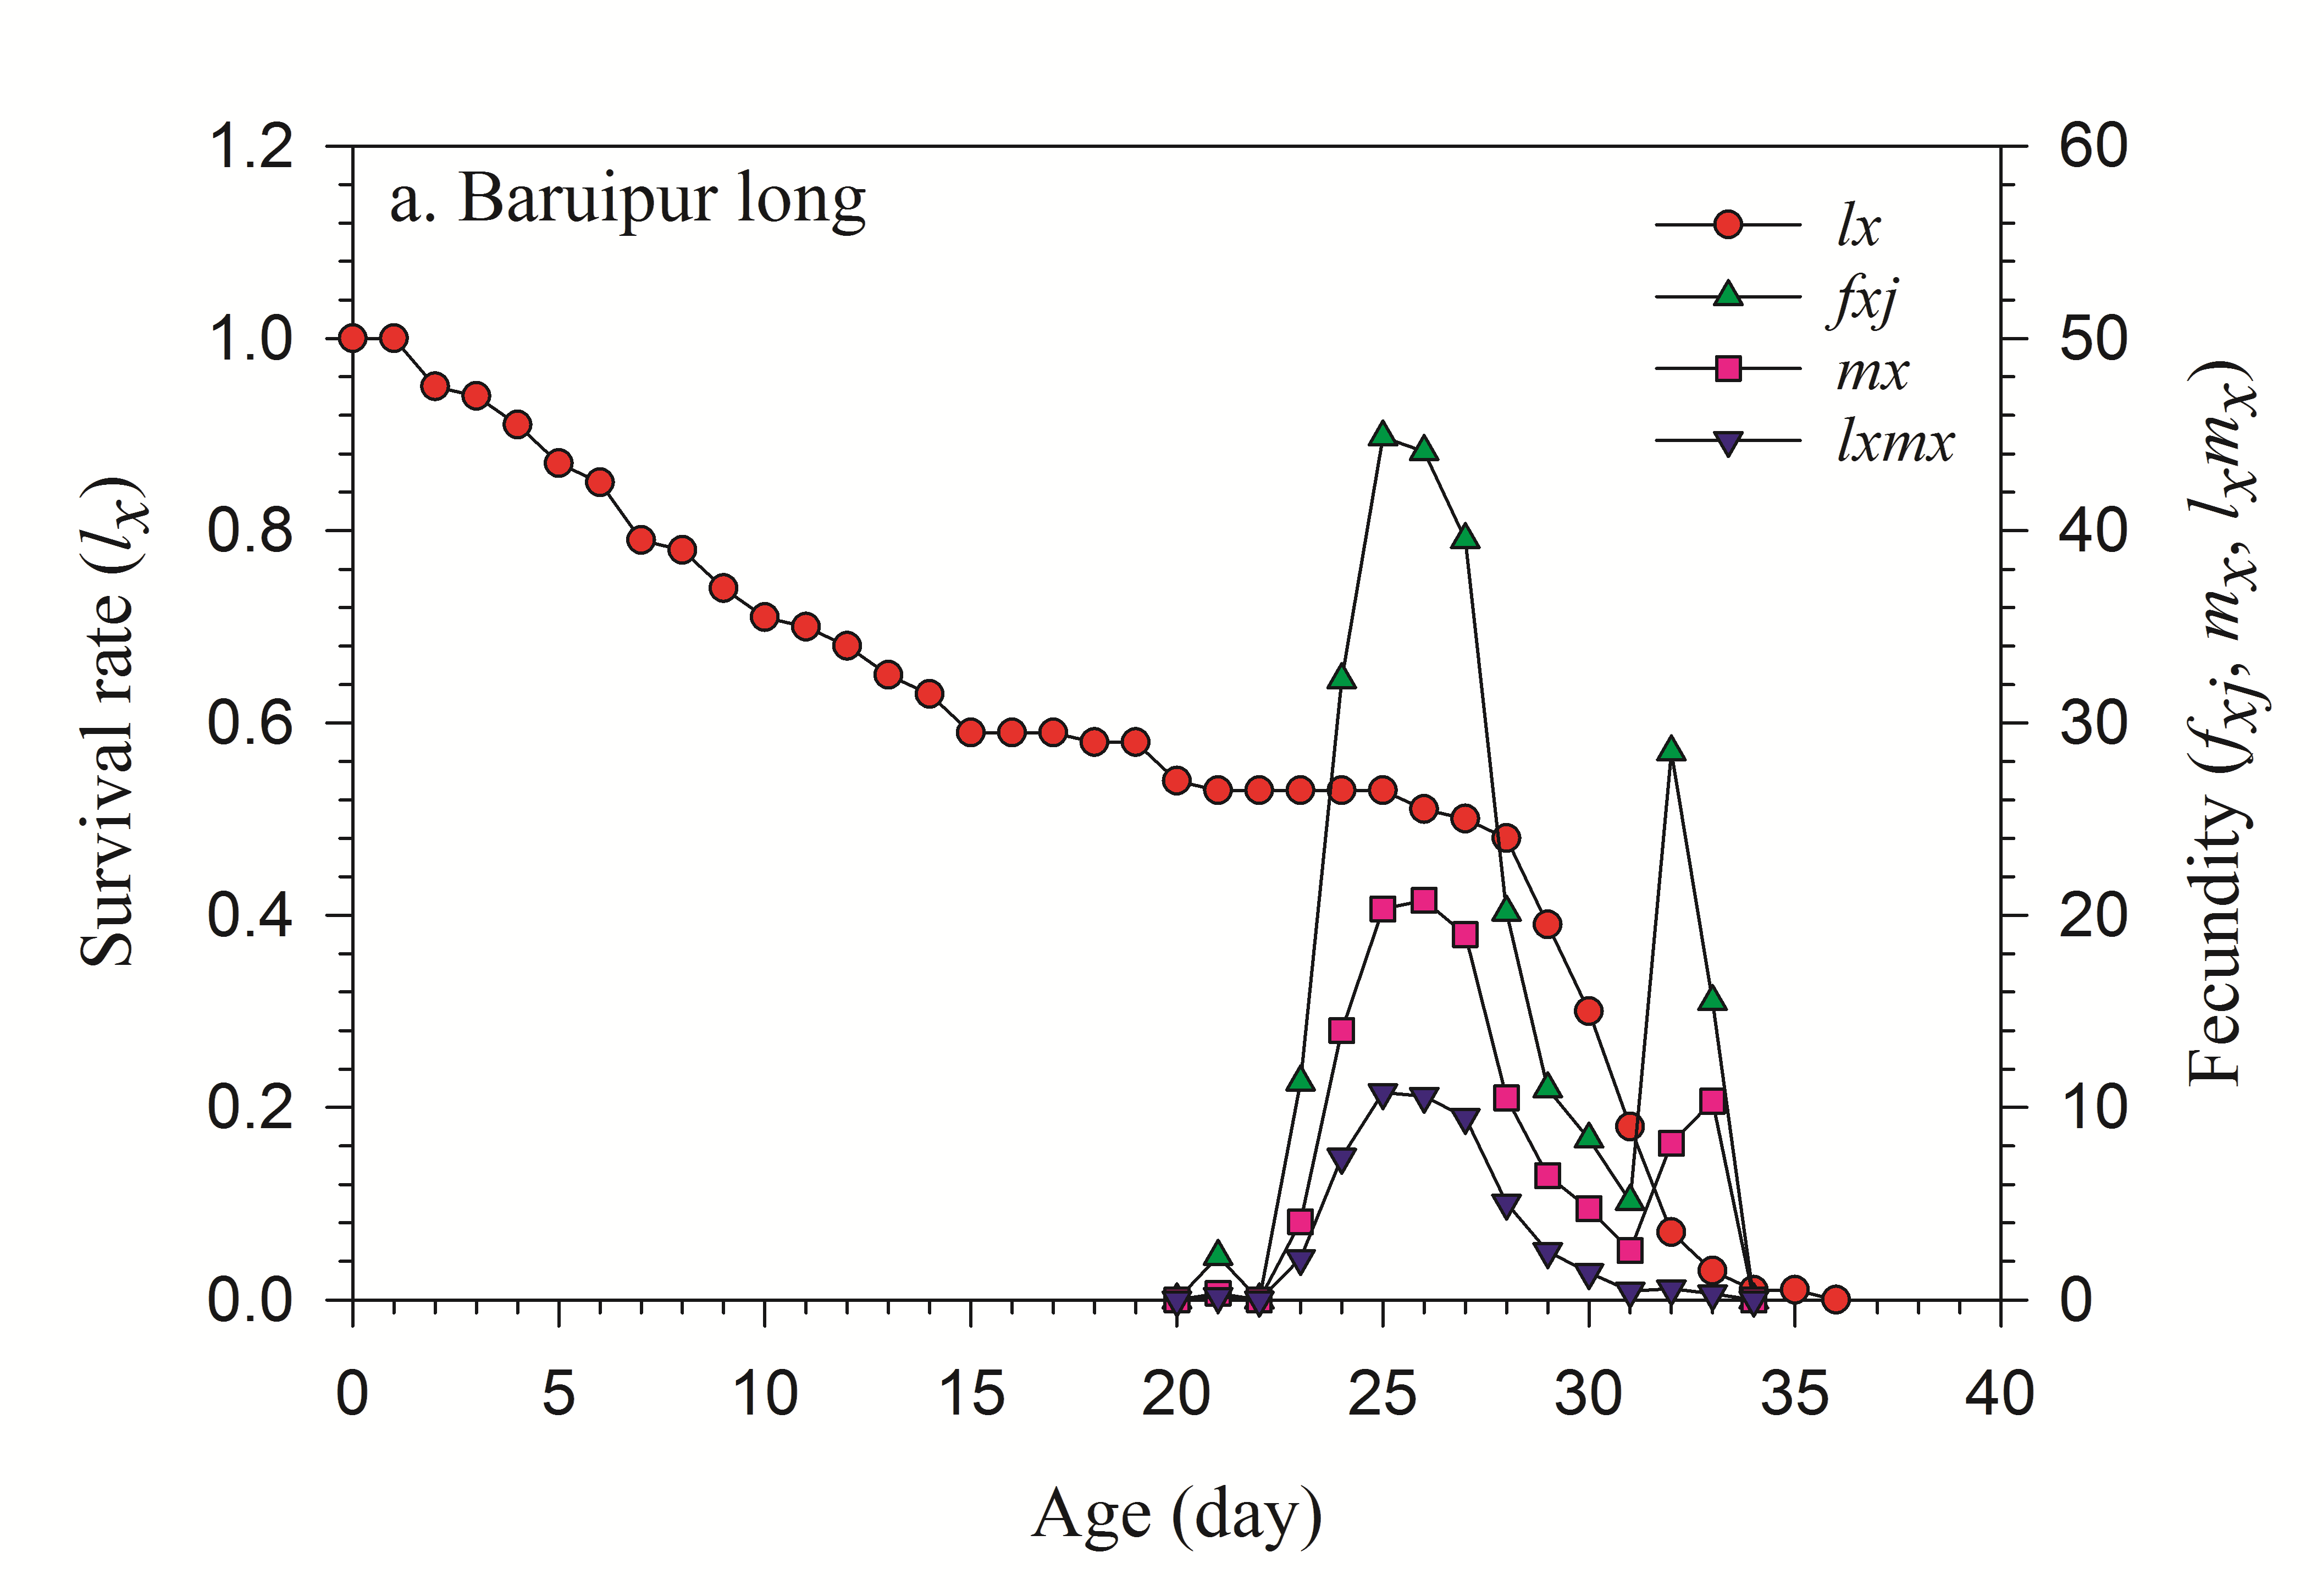 a. Baruipur long
lx
fxj
mx
lxmx
1.2
1.0
0.8
0.6
0.4
0.2
0.0
Survival rate (lx)
60
50
40
30
20
10
0
Fecundity (fxj, mx, lxmx)
0 5 10 15 20 25 30 35 40
Age (day)